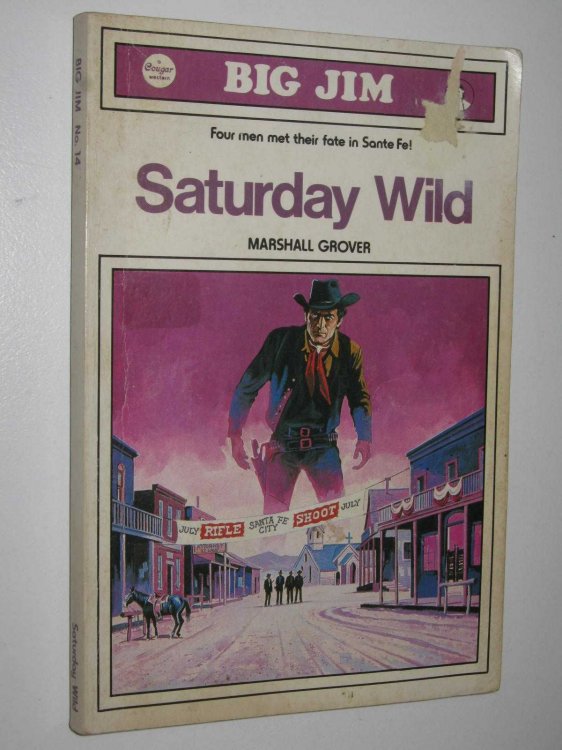 a
Cougar
western
BIG JIM
Four men met their fate in Sante Fe!
Saturday Wild
MARSHALL GROVER
JULY RIFLE SANTA FE CITY SHOOT JULY
BIG JIM No. 14
Saturday Wild